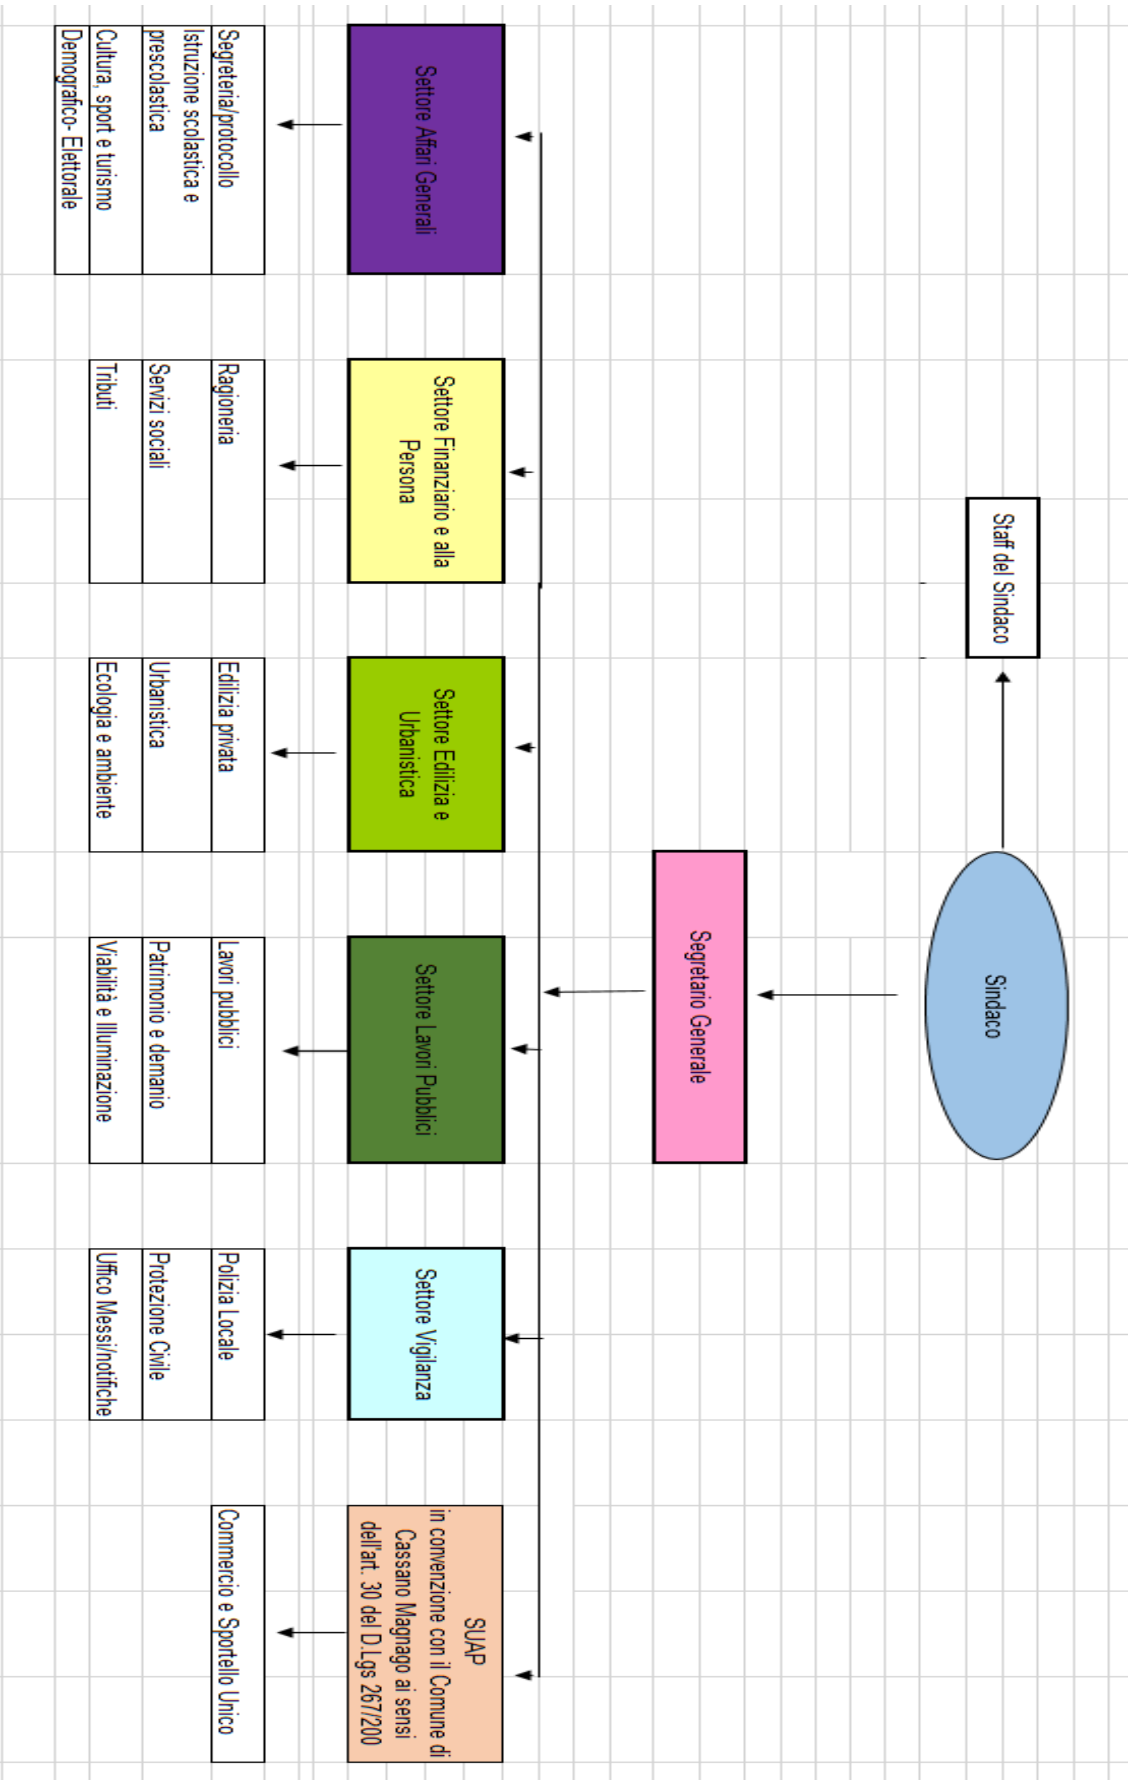 Sindaco
Staff del Sindaco
Segretario Generale
Settore Affari Generali
Settore Finanziario e alla
Persona
Settore Edilizia e
Urbanistica
Settore Lavori Pubblici
Settore Vigilanza
SUAP
in convenzione con il Comune di
Cassano Magnago ai sensi
dell'art. 30 del D.Lgs 267/200
Segreteria/protocollo
Istruzione scolastica e
prescolastica
Cultura, sport e turismo
Demografico- Elettorale
Ragioneria
Servizi sociali
Tributi
Edilizia privata
Urbanistica
Ecologia e ambiente
Lavori pubblici
Patrimonio e demanio
Viabilità e Illuminazione
Polizia Locale
Protezione Civile
Uffico Messi/notifiche
Commercio e Sportello Unico